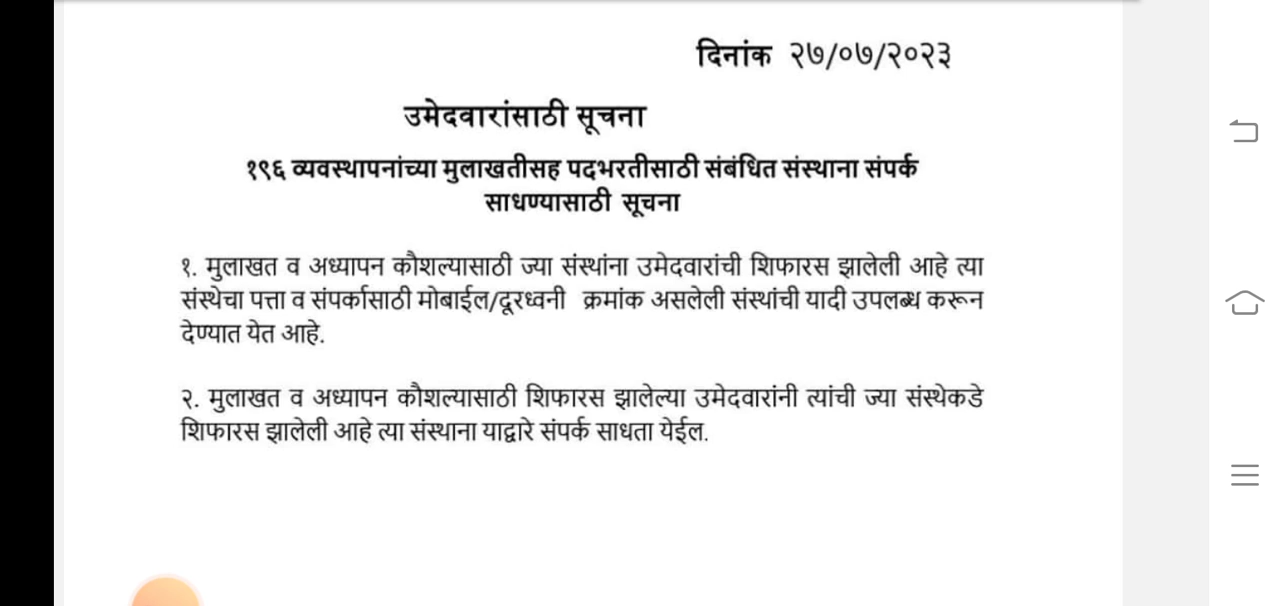 दिनांक २७/०७/२०२३
उमेदवारांसाठी सूचना
१९६ व्यवस्थापनांच्या मुलाखतीसह पदभरतीसाठी संबंधित संस्थाना संपर्क
साधण्यासाठी सूचना
१. मुलाखत व अध्यापन कौशल्यासाठी ज्या संस्थांना उमेदवारांची शिफारस झालेली आहे त्या
संस्थेचा पत्ता व संपर्कासाठी मोबाईल/दूरध्वनी क्रमांक असलेली संस्थांची यादी उपलब्ध करून
देण्यात येत आहे.
२. मुलाखत व अध्यापन कौशल्यासाठी शिफारस झालेल्या उमेदवारांनी त्यांची ज्या संस्थेकडे
शिफारस झालेली आहे त्या संस्थाना याद्वारे संपर्क साधता येईल.